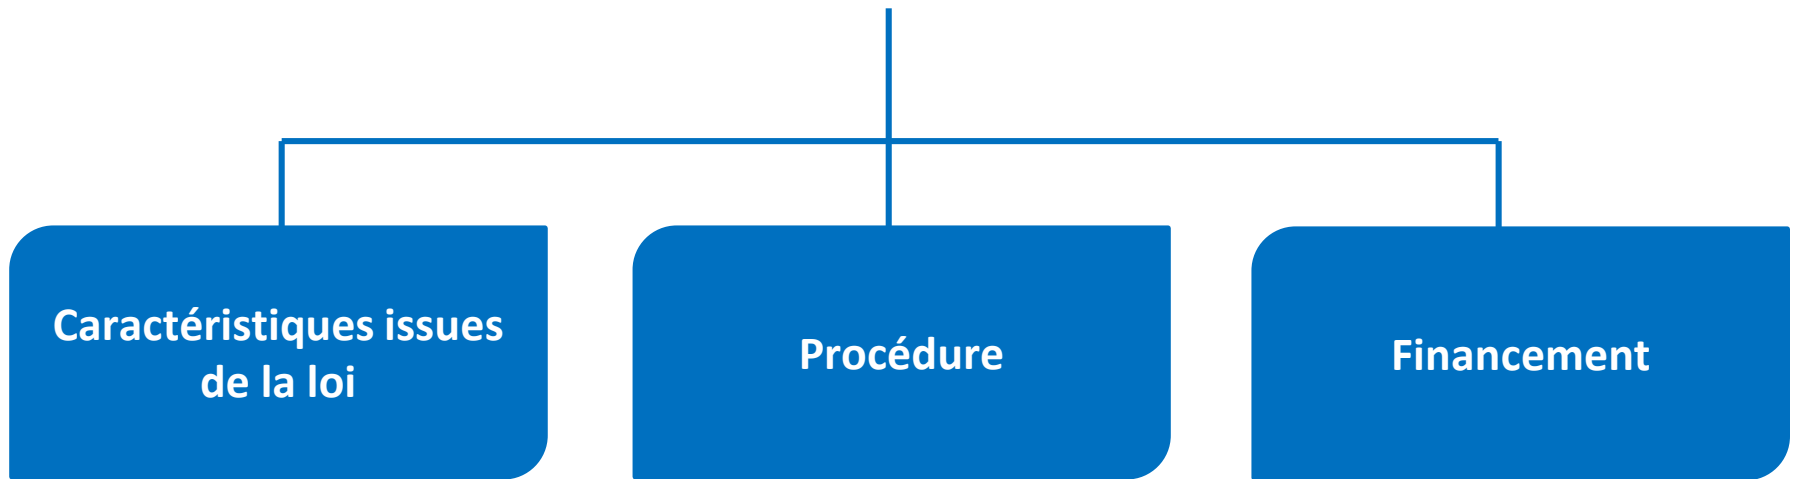 Caractéristiques issues
de la loi
Procédure
Financement